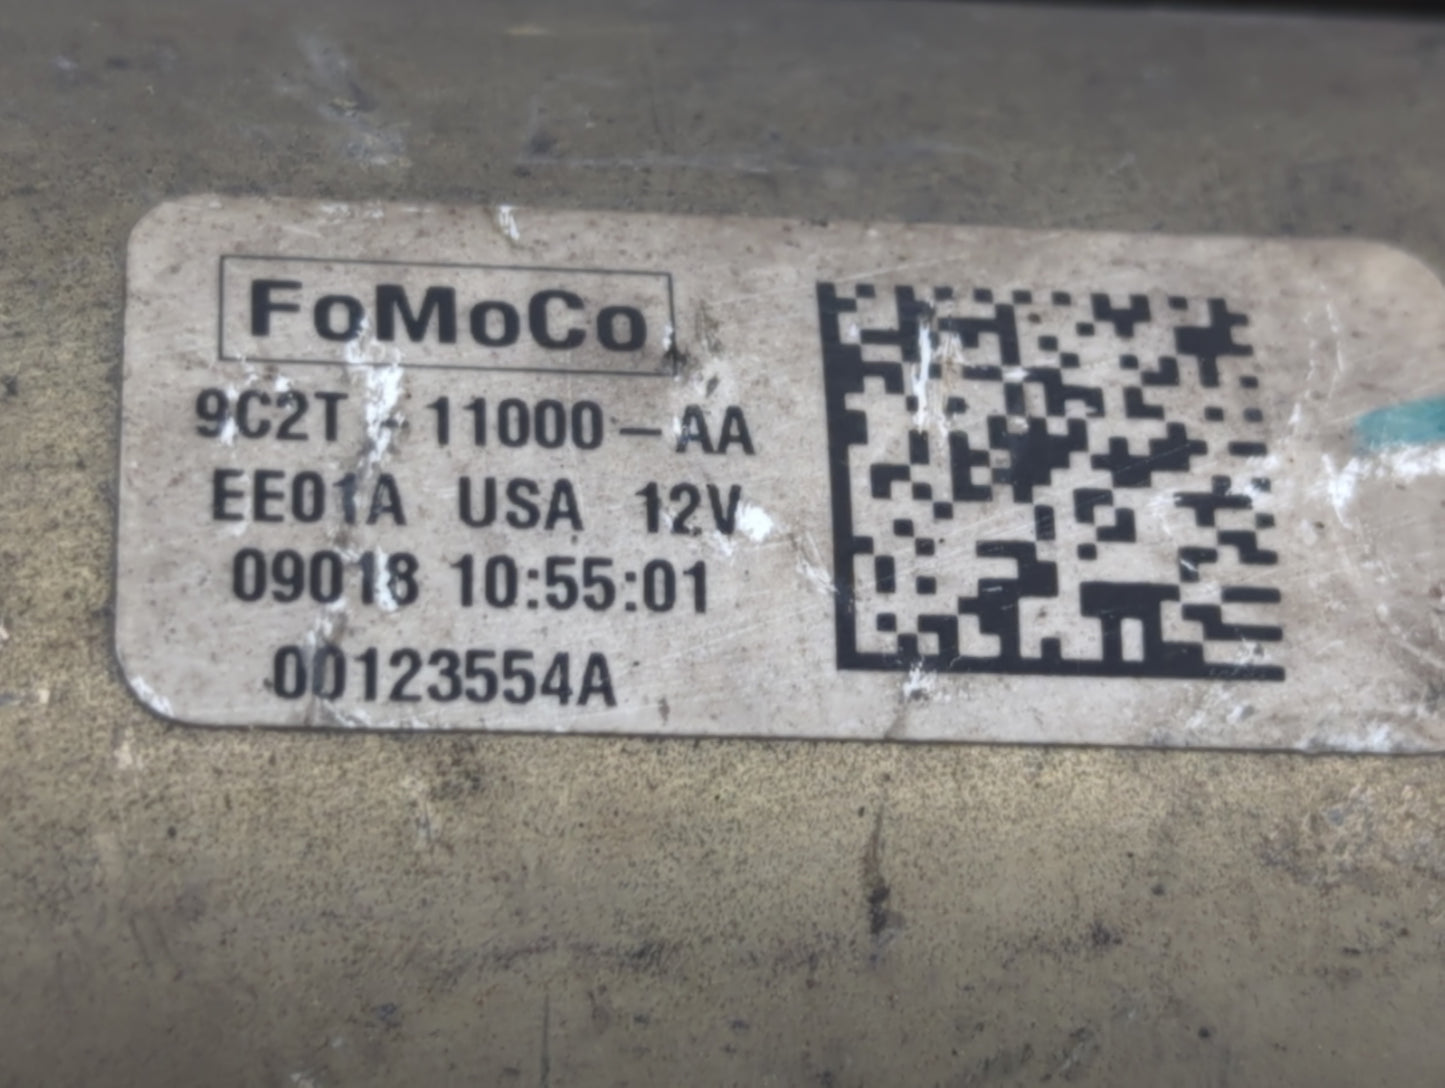 FoMoCo
9C2T - 11000 - AA
EE01A USA 12V
09018 10:55:01
00123554A